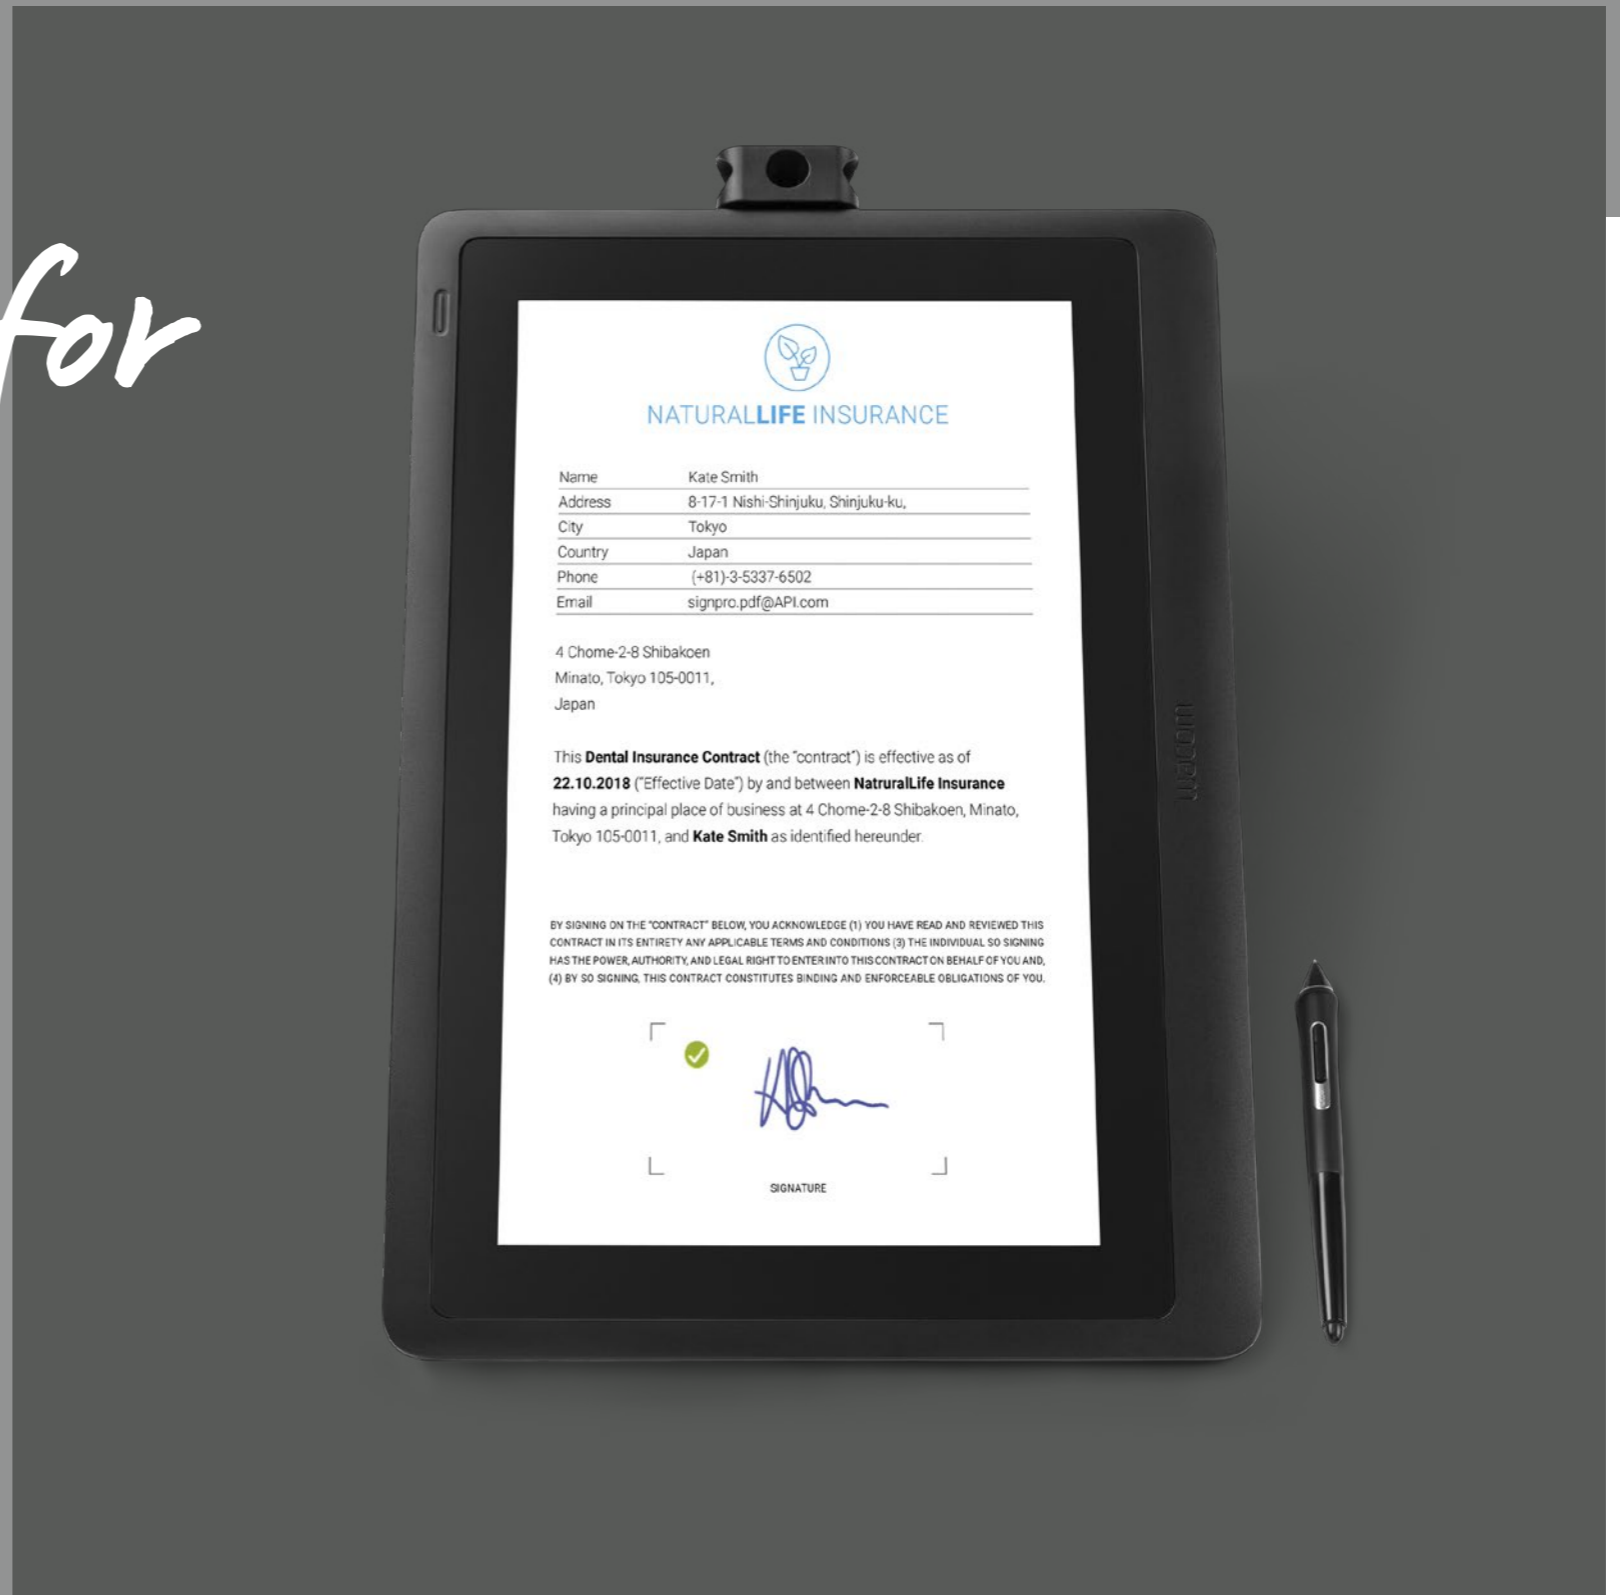 for
NATURALLIFE INSURANCE
Name Kate Smith
Address 8-17-1 Nishi-Shinjuku, Shinjuku-ku,
City Tokyo
Country Japan
Phone (+81)-3-5337-6502
Email signpro.pdf@API.com
4 Chome-2-8 Shibakoen
Minato, Tokyo 105-0011,
Japan
This Dental Insurance Contract (the "contract") is effective as of
22.10.2018 ("Effective Date") by and between NatruralLife Insurance
having a principal place of business at 4 Chome-2-8 Shibakoen, Minato,
Tokyo 105-0011, and Kate Smith as identified hereunder.
BY SIGNING ON THE "CONTRACT" BELOW, YOU ACKNOWLEDGE (1) YOU HAVE READ AND REVIEWED THIS
CONTRACT IN ITS ENTIRETY ANY APPLICABLE TERMS AND CONDITIONS (3) THE INDIVIDUAL SO SIGNING
HAS THE POWER, AUTHORITY, AND LEGAL RIGHT TO ENTER INTO THIS CONTRACT ON BEHALF OF YOU AND,
(4) BY SO SIGNING, THIS CONTRACT CONSTITUTES BINDING AND ENFORCEABLE OBLIGATIONS OF YOU.
SIGNATURE
wacom